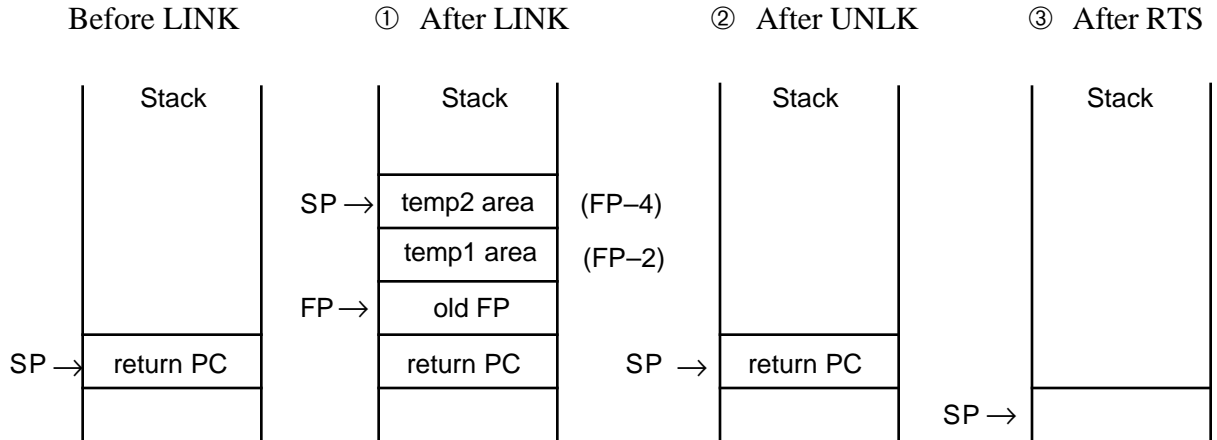 Before LINK ① After LINK ② After UNLK ③ After RTS
Stack Stack Stack Stack
SP → temp2 area (FP–4)
temp1 area (FP–2)
FP → old FP
SP → return PC return PC SP → return PC
SP →